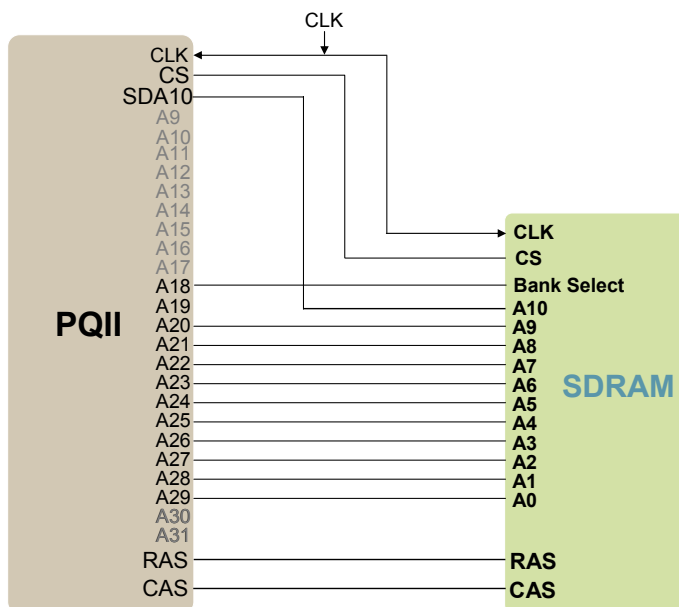 CLK
CLK
CS
SDA10
A9
A10
A11
A12
A13
A14
A15
A16
A17
A18
A19
A20
A21
A22
A23
A24
A25
A26
A27
A28
A29
A30
A31
RAS
CAS
PQII
CLK
CS
Bank Select
A10
A9
A8
A7
A6
A5
A4
A3
A2
A1
A0
RAS
CAS
SDRAM